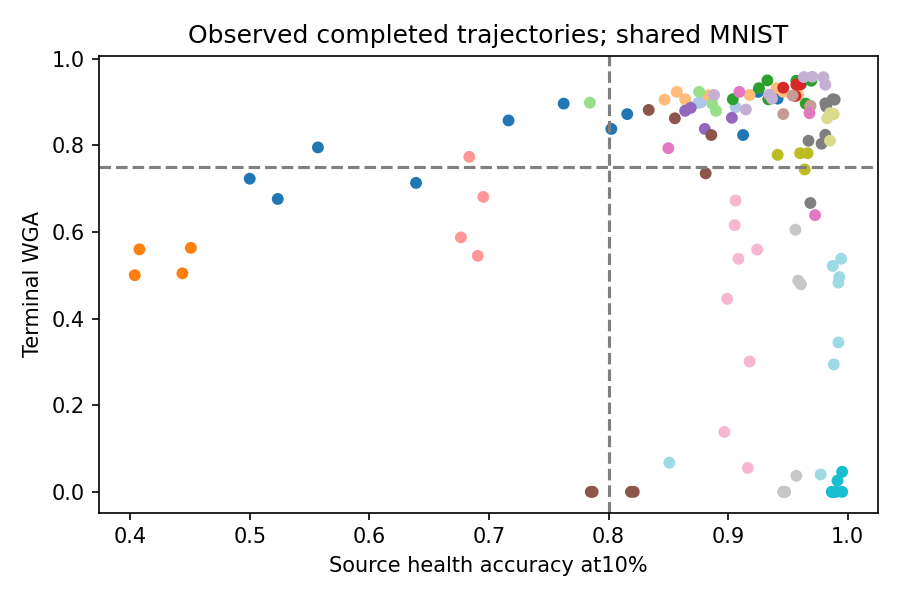 Observed completed trajectories; shared MNIST
1.0
0.8
0.6
0.4
0.2
0.0
Terminal WGA
0.4 0.5 0.6 0.7 0.8 0.9 1.0
Source health accuracy at10%